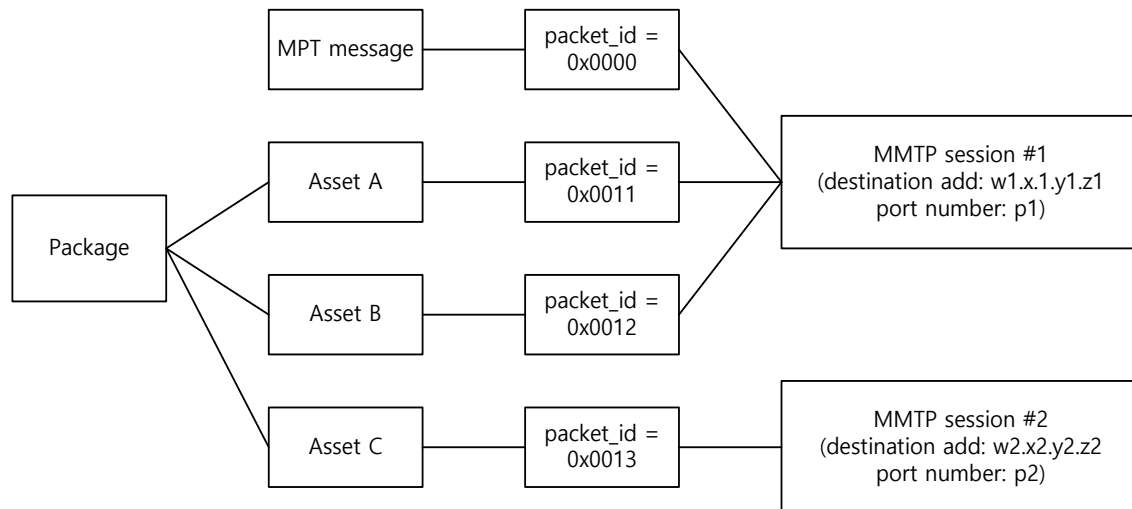 MPT message
packet_id =
0x0000
Asset A
packet_id =
0x0011
MMTP session #1
(destination add: w1.x.1.y1.z1
port number: p1)
Package
Asset B
packet_id =
0x0012
Asset C
packet_id =
0x0013
MMTP session #2
(destination add: w2.x2.y2.z2
port number: p2)